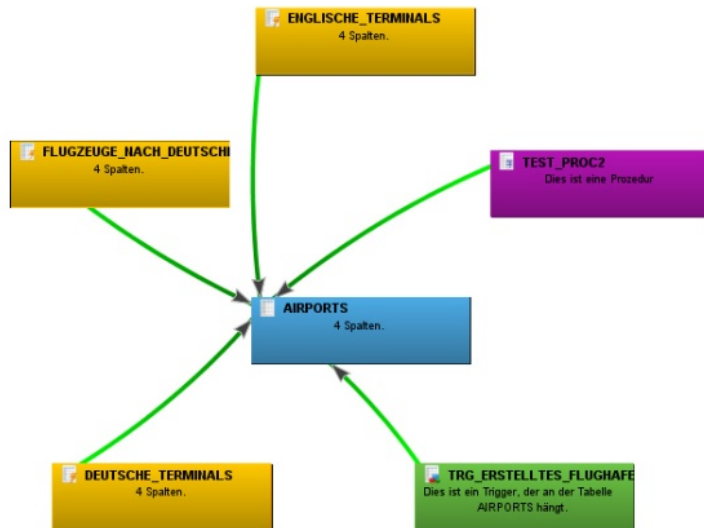 ENGLISCHE_TERMINALS
4 Spalten.
FLUGZEUGE_NACH_DEUTSCHL
4 Spalten.
TEST_PROC2
Dies ist eine Prozedur
AIRPORTS
4 Spalten.
DEUTSCHE_TERMINALS
4 Spalten.
TRG_ERSTELLTES_FLUGHAFE
Dies ist ein Trigger, der an der Tabelle
AIRPORTS hängt.